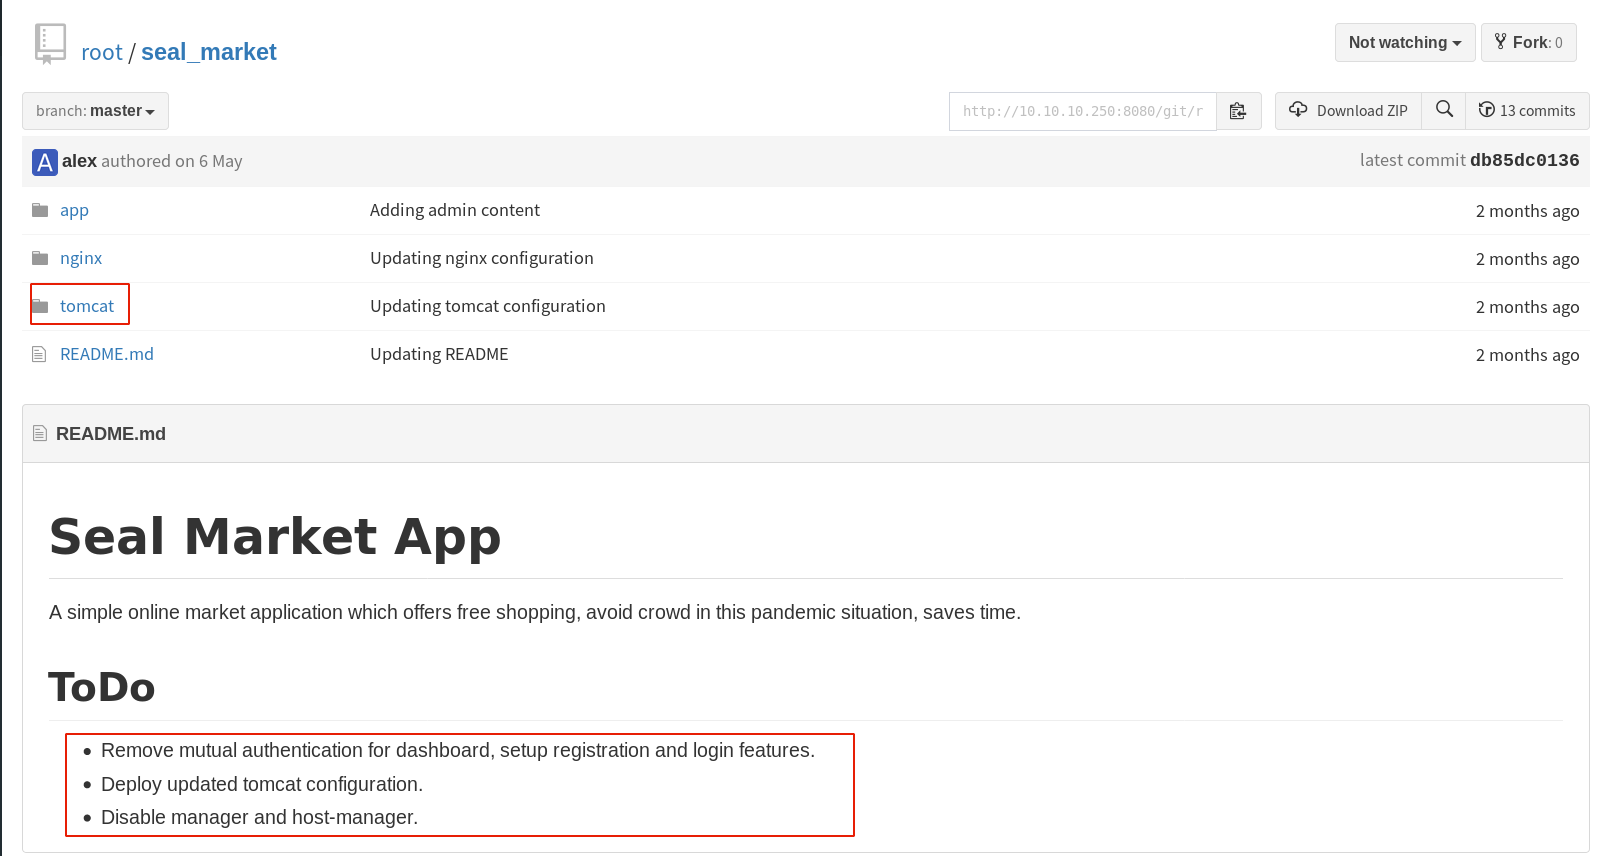 root / seal_market
Not watching
Fork: 0
branch: master
http://10.10.10.250:8080/git/r
Download ZIP
13 commits
A alex authored on 6 May
latest commit db85dc0136
app Adding admin content 2 months ago
nginx Updating nginx configuration 2 months ago
tomcat Updating tomcat configuration 2 months ago
README.md Updating README 2 months ago
README.md
Seal Market App
A simple online market application which offers free shopping, avoid crowd in this pandemic situation, saves time.
ToDo
• Remove mutual authentication for dashboard, setup registration and login features.
• Deploy updated tomcat configuration.
• Disable manager and host-manager.